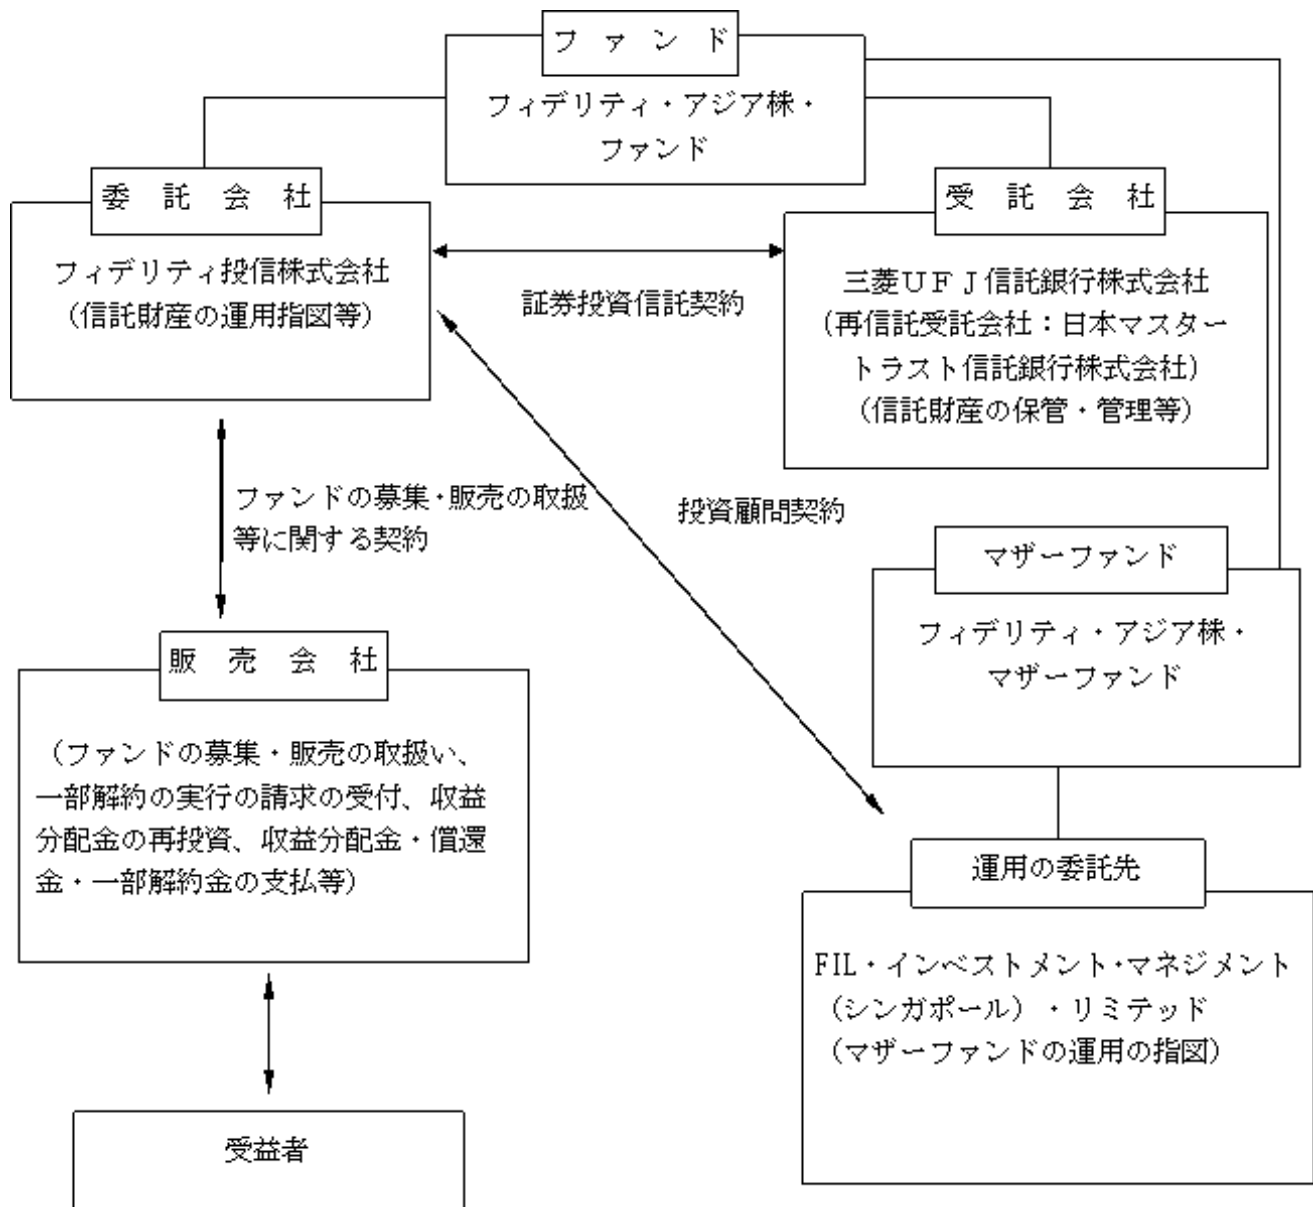 ファンド
フィデリティ・アジア株・
ファンド
委託会社
フィデリティ投信株式会社
(信託財産の運用指図等)
証券投資信託契約
受託会社
三菱UFJ信託銀行株式会社
(再信託受託会社:日本マスター
トラスト信託銀行株式会社)
(信託財産の保管・管理等)
ファンドの募集・販売の取扱
等に関する契約
投資顧問契約
マザーファンド
フィデリティ・アジア株・
マザーファンド
販売会社
(ファンドの募集・販売の取扱い、
一部解約の実行の請求の受付、収益
分配金の再投資、収益分配金・償還
金・一部解約金の支払等)
運用の委託先
FIL・インベストメント・マネジメント
(シンガポール)・リミテッド
(マザーファンドの運用の指図)
受益者